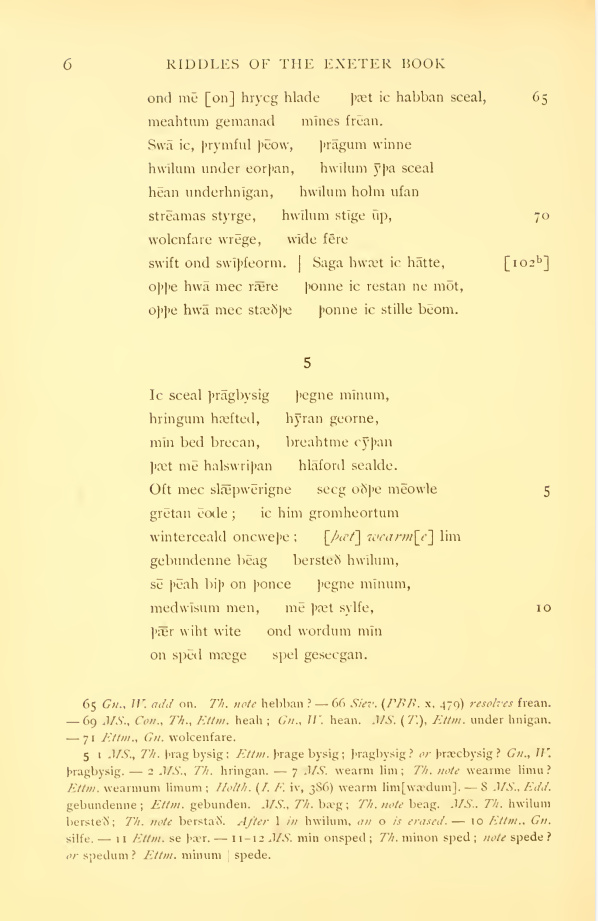 6 RIDDLES OF THE EXETER BOOK
ond mē [on] hrycg hlade þæt ic habban sceal, 65
meahtum gemanad mīnes frēan.
Swā ic, þrymful þēow, þrāgum winne
hwīlum under eorþan, hwīlum ȳþa sceal
hēan underhnīgan, hwīlum holm ufan
strēamas styrge, hwīlum stīge ūp, 70
wolcnfare wrēge, wīde fēre
swift ond swīþfeorm. | Saga hwæt ic hātte, [102ᵇ]
oþþe hwā mec rǣre þonne ic restan ne mōt,
oþþe hwā mec stæðþe þonne ic stille bēom.
5
Ic sceal þrāgbysig þegne mīnum,
hringum hæfted, hȳran georne,
mīn bed brecan, breahtme cȳþan
þæt mē halswriþan hlāford sealde.
Oft mec slǣpwērigne secg oðþe mēowle 5
grētan ēode ; ic him gromheortum
winterceald oncweþe ; [þæt] wearm[e] lim
gebundenne bēag bersteð hwīlum,
sē þēah biþ on þonce þegne mīnum,
medwīsum men, mē þæt sylfe, 10
þǣr wiht wite ond wordum mīn
on spēd mæge spel gesecgan.
65 Gn., W. add on. Th. note hebban ? — 66 Siev. (PBB. x, 479) resolves frean.
— 69 MS., Con., Th., Ettm. heah ; Gn., W. hean. MS. (T.), Ettm. under hnigan.
— 71 Ettm., Gn. wolcenfare.
5 1 MS., Th. þrag bysig ; Ettm. þrage bysig ; þragbysig ? or þræcbysig ? Gn., W.
þragbysig. — 2 MS., Th. hringan. — 7 MS. wearm lim ; Th. note wearme limu ?
Ettm. wearmum limum ; Holth. (I. F. iv, 386) wearm lim[wædum]. — 8 MS., Edd.
gebundenne ; Ettm. gebunden. MS., Th. bæg ; Th. note beag. MS., Th. hwilum
bersteð ; Th. note berstað. After l in hwilum, an o is erased. — 10 Ettm., Gn.
silfe. — 11 Ettm. se þær. — 11–12 MS. min onsped ; Th. minon sped ; note spede ?
or spedum ? Ettm. minum | spede.